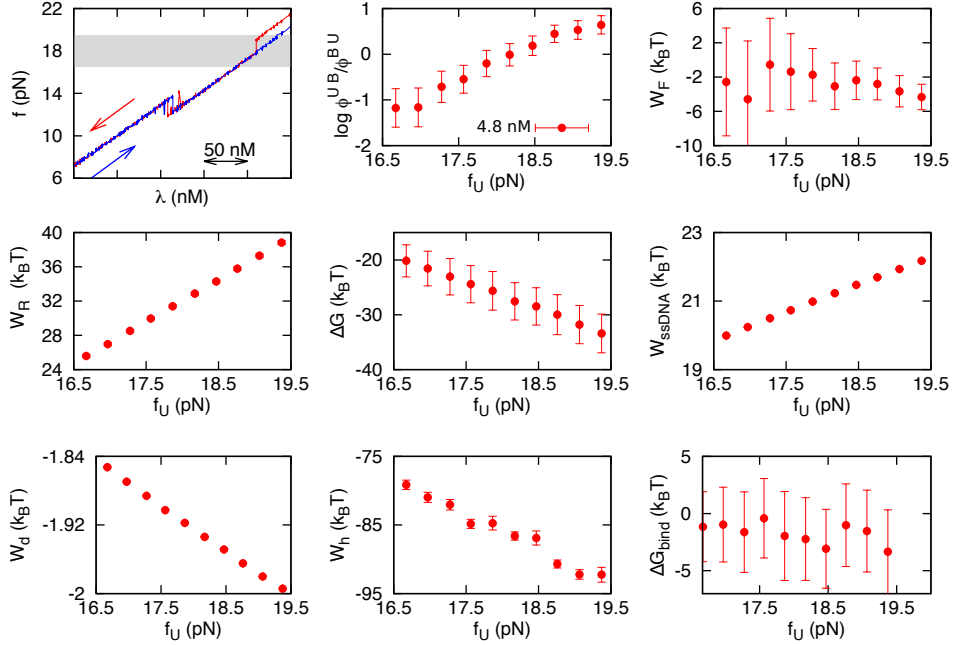 22
20
18
16
14
12
10
8
6
f (pN)
50 nM
λ (nM)
2
1
0
-1
-2
log ϕ^UB/ϕ^BU
4.8 nM
17.5 18.5 19.5
f_U (pN)
6
2
-2
-6
-10
W_F (k_BT)
16.5 17.5 18.5 19.5
f_U (pN)
40
36
32
28
24
W_R (k_BT)
16.5 17.5 18.5 19.5
f_U (pN)
-20
-30
-40
ΔG (k_BT)
16.5 17.5 18.5 19.5
f_U (pN)
23
21
19
W_ssDNA (k_BT)
16.5 17.5 18.5 19.5
f_U (pN)
-1.84
-1.92
-2
W_d (k_BT)
16.5 17.5 18.5 19.5
f_U (pN)
-75
-85
-95
W_h (k_BT)
16.5 17.5 18.5 19.5
f_U (pN)
5
0
-5
ΔG_bind (k_BT)
17.5 18.5 19.5
f_U (pN)